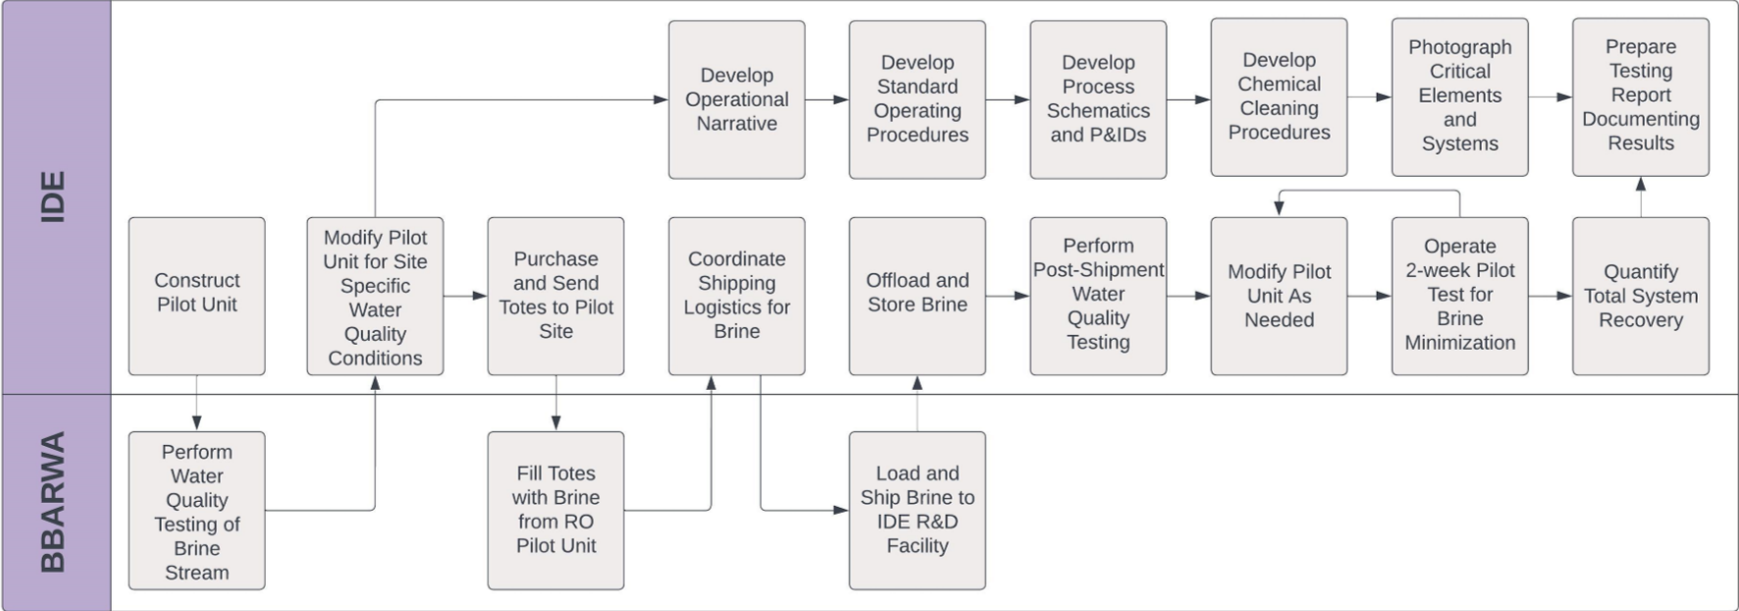 IDE
Develop
Operational
Narrative
Develop
Standard
Operating
Procedures
Develop
Process
Schematics
and P&IDs
Develop
Chemical
Cleaning
Procedures
Photograph
Critical
Elements
and
Systems
Prepare
Testing
Report
Documenting
Results
Construct
Pilot Unit
Modify Pilot
Unit for Site
Specific
Water
Quality
Conditions
Purchase
and Send
Totes to Pilot
Site
Coordinate
Shipping
Logistics for
Brine
Offload and
Store Brine
Perform
Post-Shipment
Water
Quality
Testing
Modify Pilot
Unit As
Needed
Operate
2-week Pilot
Test for
Brine
Minimization
Quantify
Total System
Recovery
BBARWA
Perform
Water
Quality
Testing of
Brine
Stream
Fill Totes
with Brine
from RO
Pilot Unit
Load and
Ship Brine to
IDE R&D
Facility